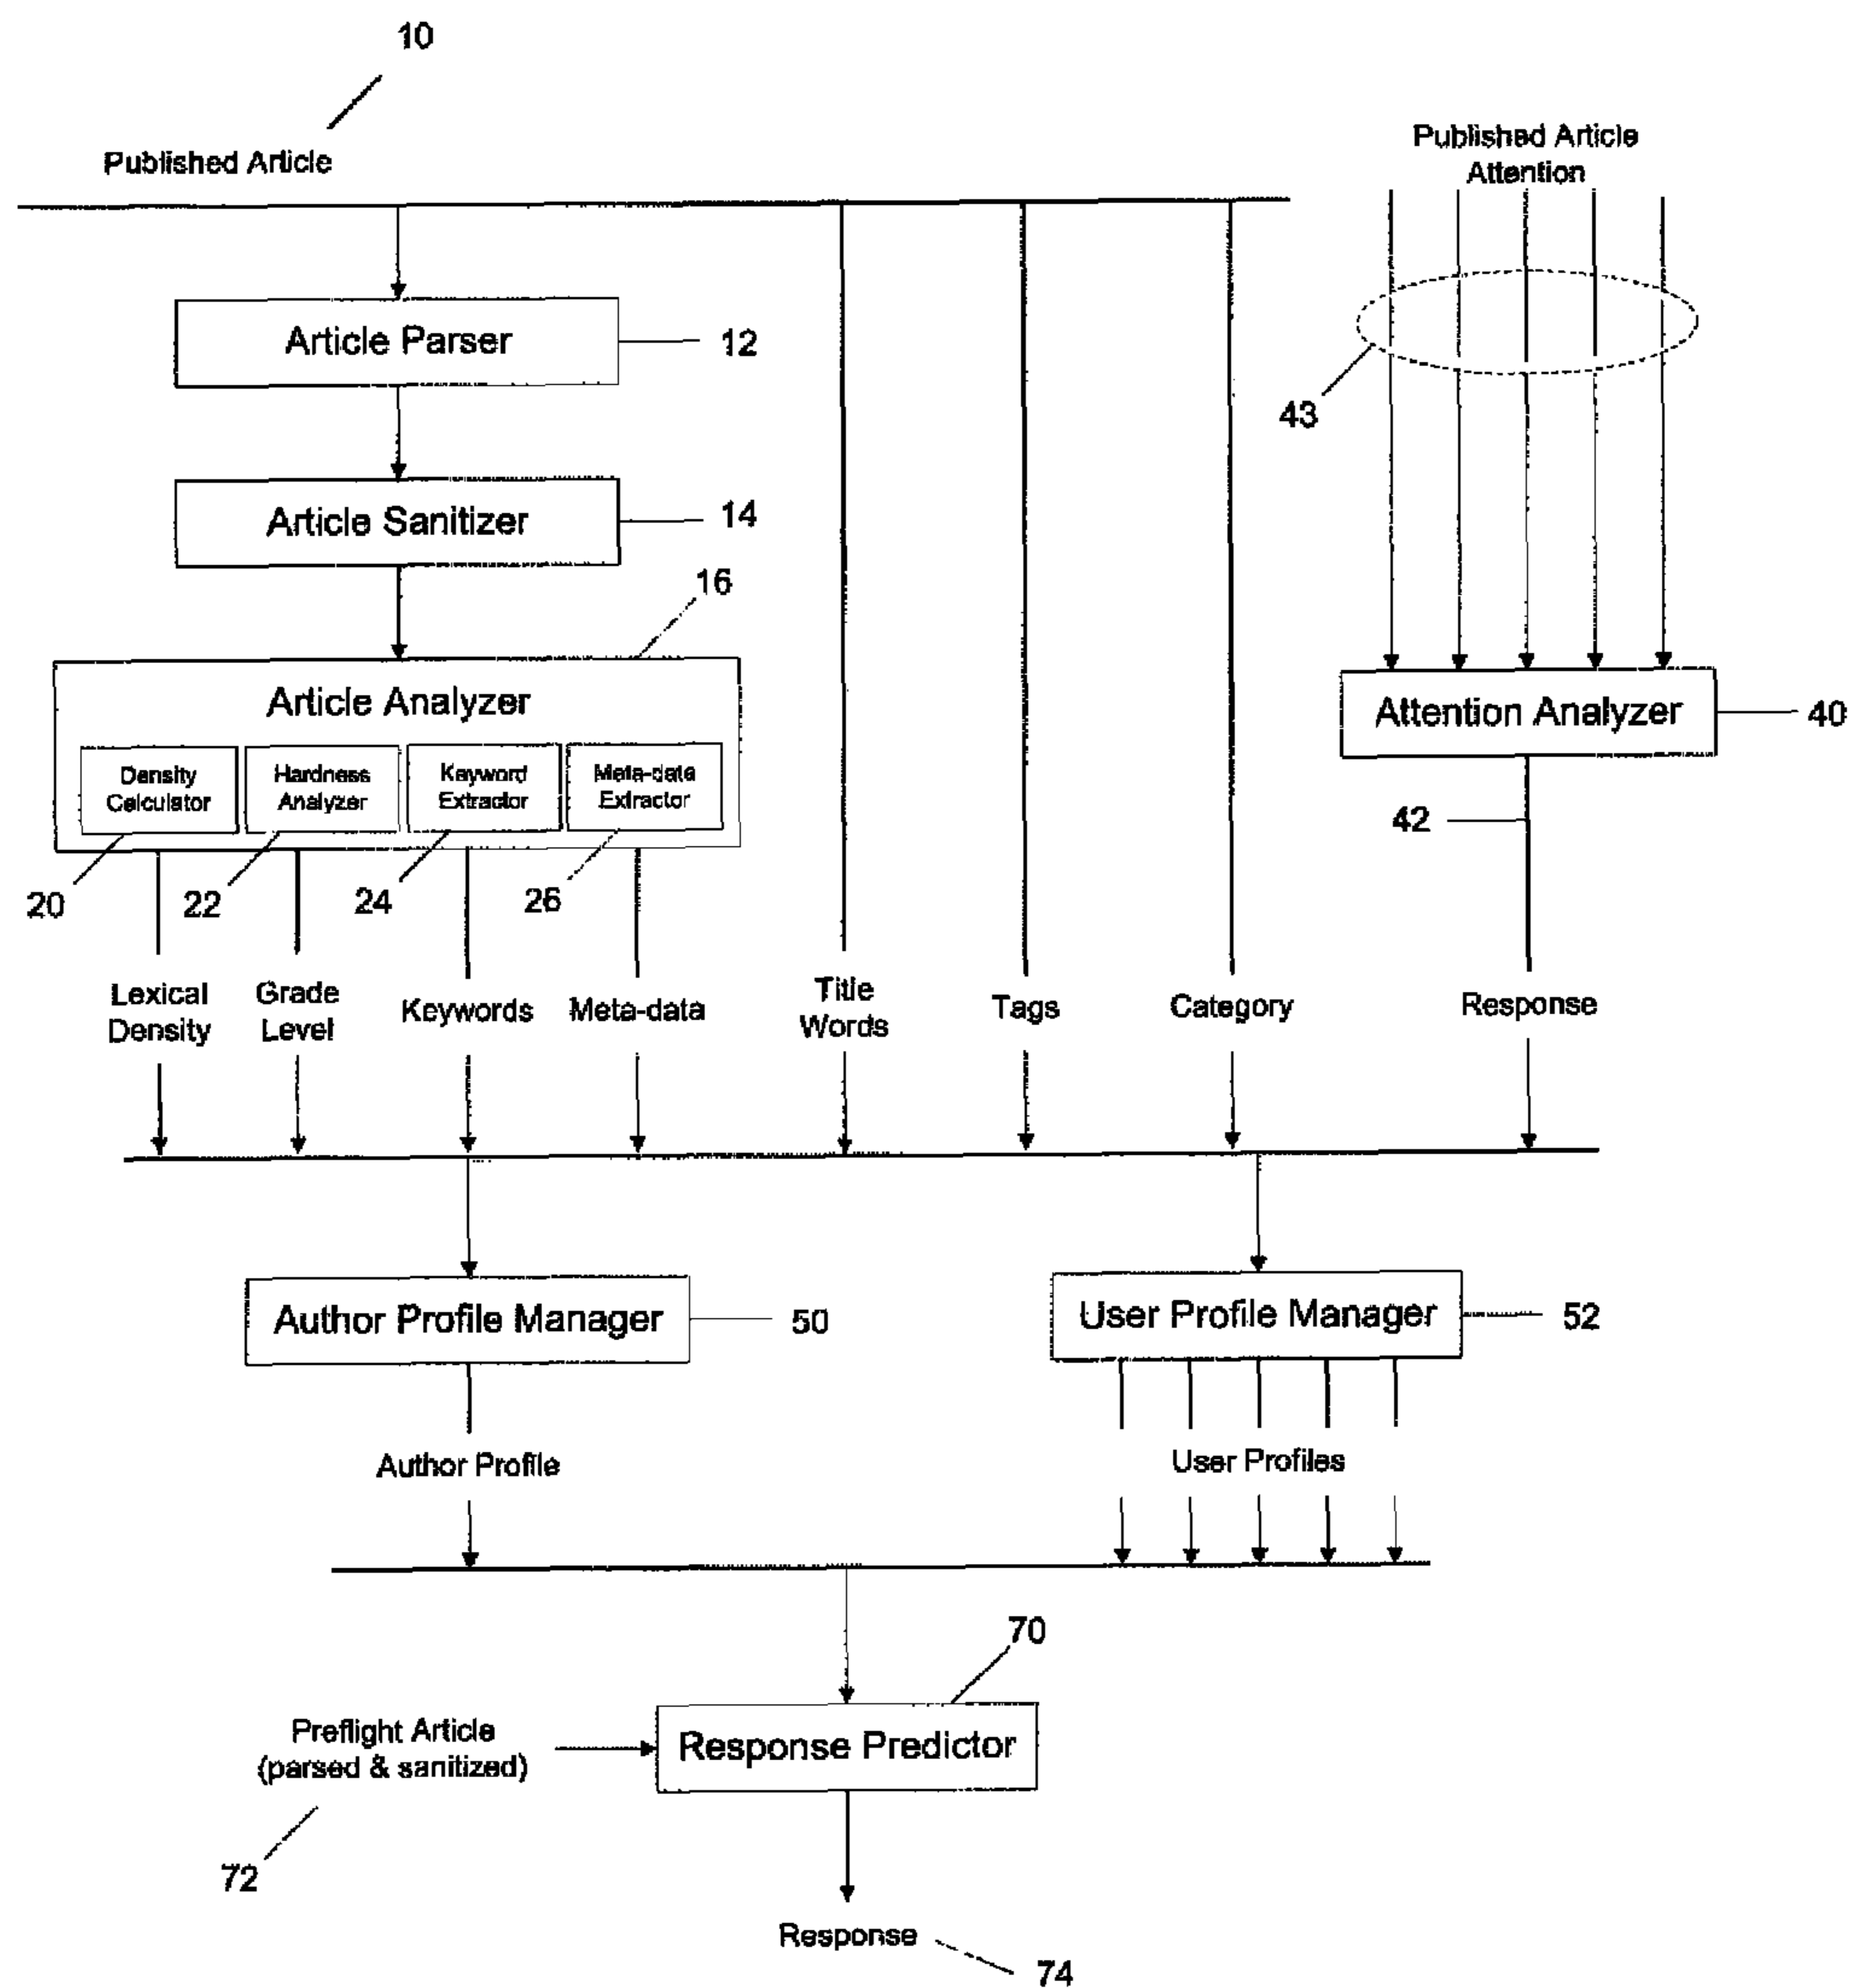 10
Published Article
Published Article
Attention
Article Parser
12
43
Article Sanitizer
14
16
Article Analyzer
Density
Calculator
Hardness
Analyzer
Keyword
Extractor
Meta-data
Extractor
20
22
24
26
Attention Analyzer
40
42
Lexical
Density
Grade
Level
Keywords
Meta-data
Title
Words
Tags
Category
Response
Author Profile Manager
50
User Profile Manager
52
Author Profile
User Profiles
70
Preflight Article
(parsed & sanitized)
Response Predictor
72
Response
74